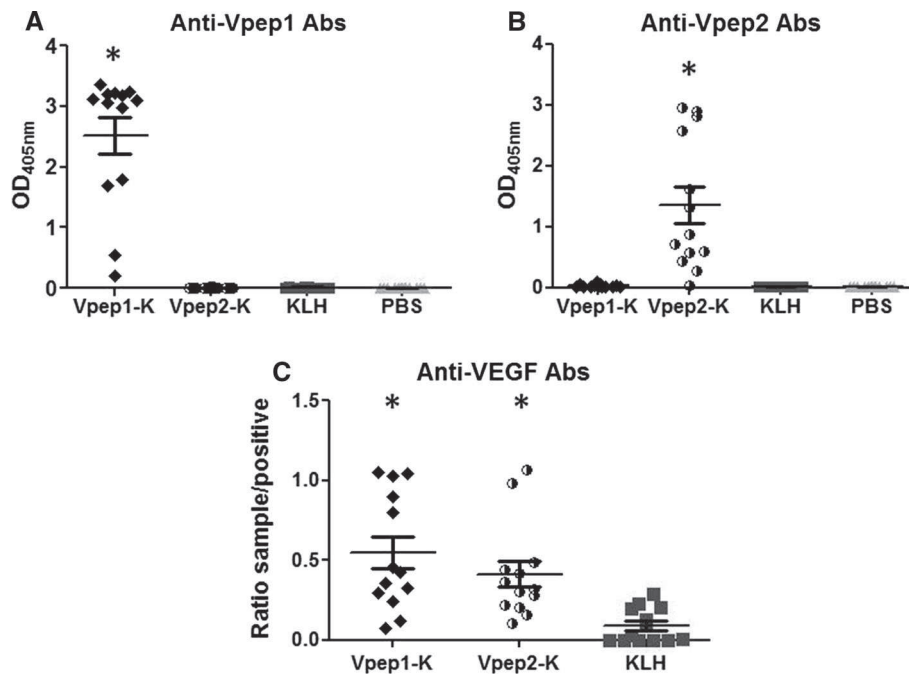 A
Anti-Vpep1 Abs
*
OD405nm
4
3
2
1
0
Vpep1-K Vpep2-K KLH PBS
B
Anti-Vpep2 Abs
*
OD405nm
4
3
2
1
0
Vpep1-K Vpep2-K KLH PBS
C
Anti-VEGF Abs
* *
Ratio sample/positive
1.5
1.0
0.5
0.0
Vpep1-K Vpep2-K KLH